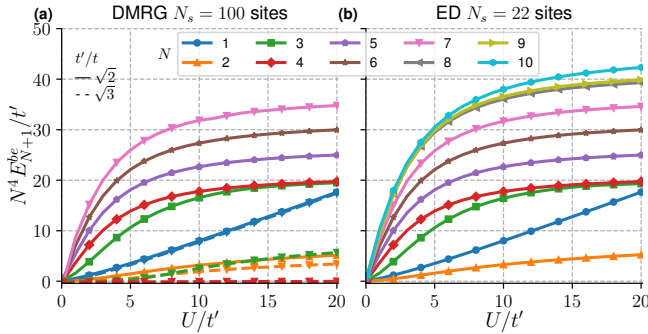 (a) DMRG N_s = 100 sites
(b) ED N_s = 22 sites
t'/t
√2
√3
N 1 3 5 7 9
2 4 6 8 10
N^4 E^{be}_{N+1}/t'
50
40
30
20
10
0
0 5 10 15 20
0 5 10 15 20
U/t'
U/t'